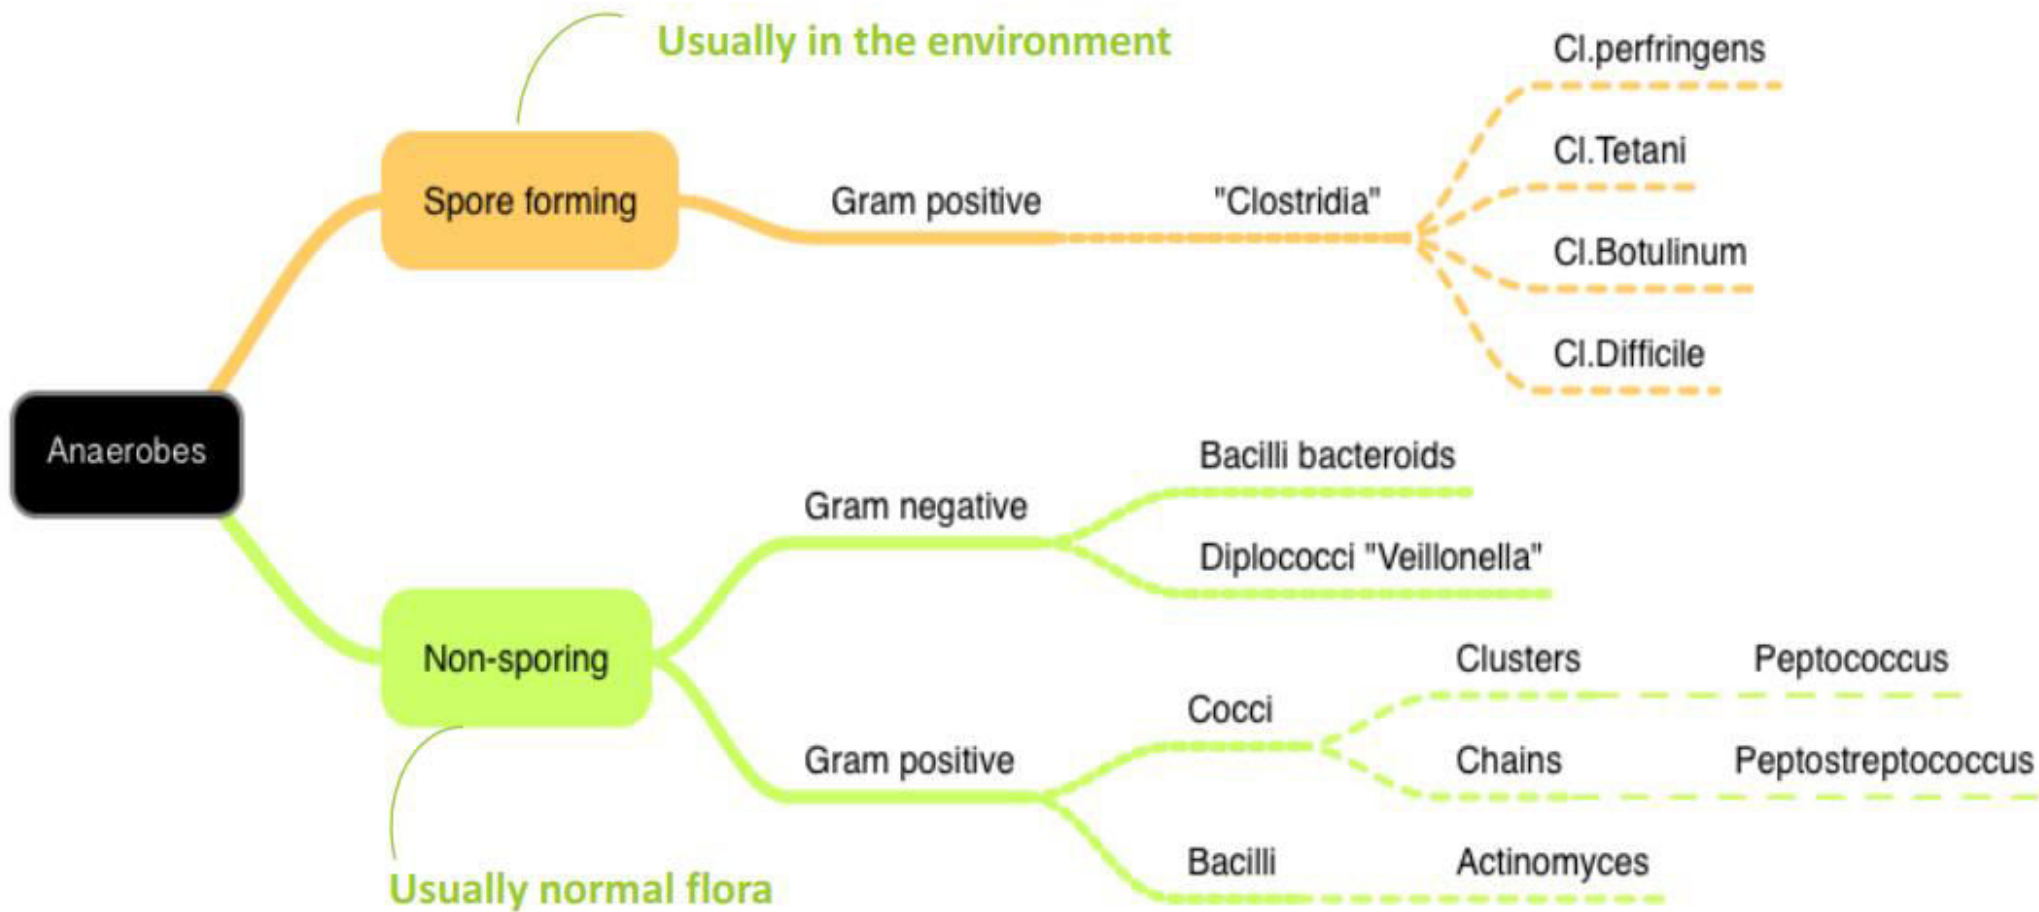 Usually in the environment
Cl.perfringens
Cl.Tetani
Spore forming
Gram positive
"Clostridia"
Cl.Botulinum
Cl.Difficile
Anaerobes
Bacilli bacteroids
Gram negative
Diplococci "Veillonella"
Non-sporing
Clusters
Peptococcus
Cocci
Gram positive
Chains
Peptostreptococcus
Bacilli
Actinomyces
Usually normal flora